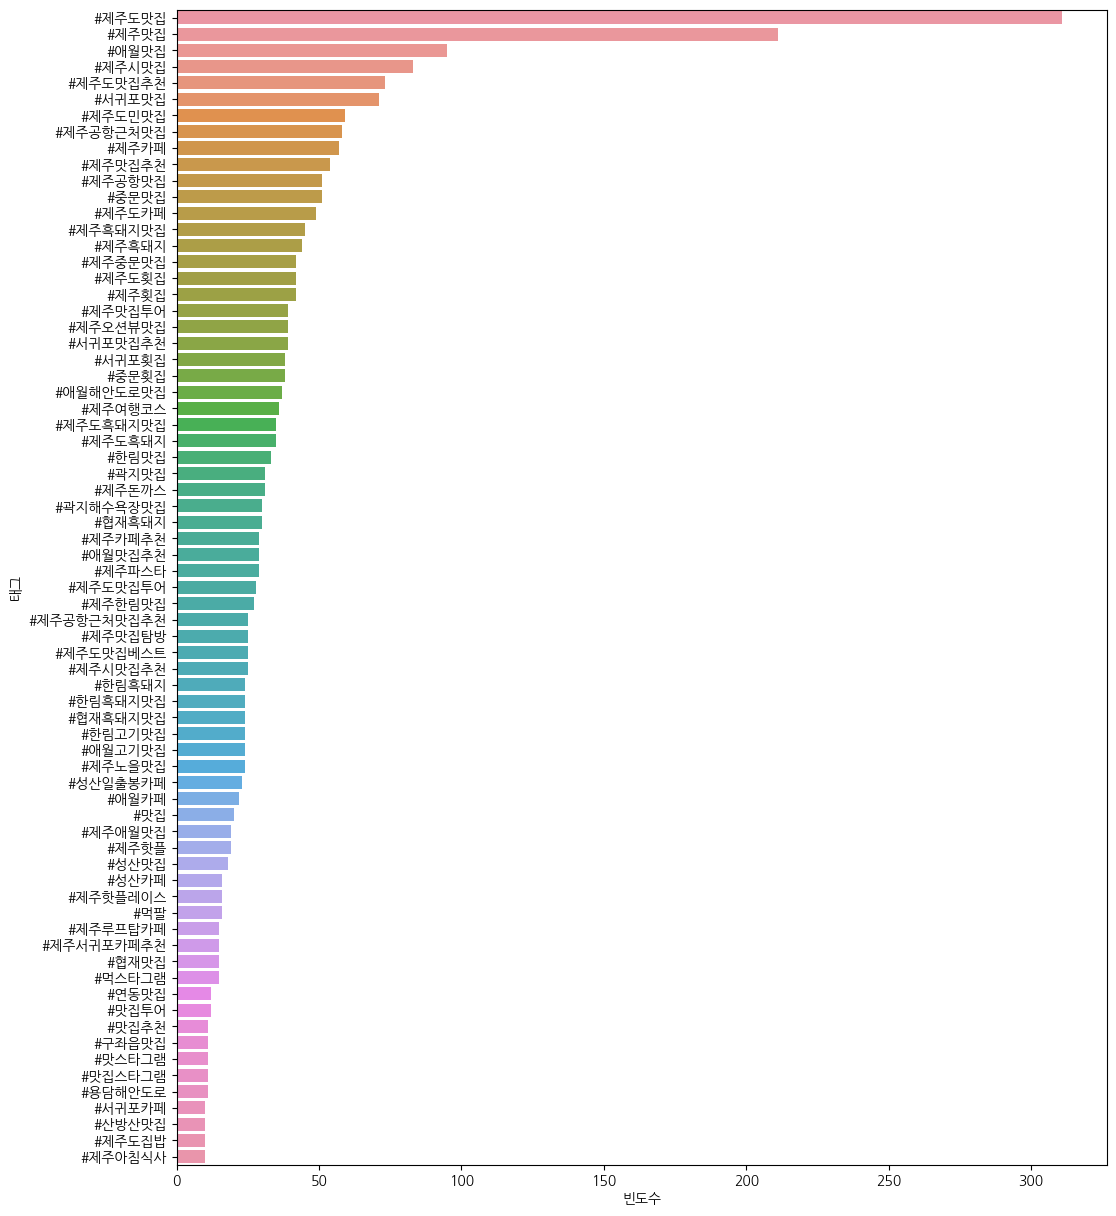 #제주도맛집
#제주맛집
#애월맛집
#제주시맛집
#제주도맛집추천
#서귀포맛집
#제주도민맛집
#제주공항근처맛집
#제주카페
#제주맛집추천
#제주공항맛집
#중문맛집
#제주도카페
#제주흑돼지맛집
#제주흑돼지
#제주중문맛집
#제주도횟집
#제주횟집
#제주맛집투어
#제주오션뷰맛집
#서귀포맛집추천
#서귀포횟집
#중문횟집
#애월해안도로맛집
#제주여행코스
#제주도흑돼지맛집
#제주도흑돼지
#한림맛집
#곽지맛집
#제주돈까스
#곽지해수욕장맛집
#협재흑돼지
#제주카페추천
#애월맛집추천
#제주파스타
#제주도맛집투어
#제주한림맛집
#제주공항근처맛집추천
#제주맛집탐방
#제주도맛집베스트
#제주시맛집추천
#한림흑돼지
#한림흑돼지맛집
#협재흑돼지맛집
#한림고기맛집
#애월고기맛집
#제주노을맛집
#성산일출봉카페
#애월카페
#맛집
#제주애월맛집
#제주핫플
#성산맛집
#성산카페
#제주핫플레이스
#먹팔
#제주루프탑카페
#제주서귀포카페추천
#협재맛집
#먹스타그램
#연동맛집
#맛집투어
#맛집추천
#구좌읍맛집
#맛스타그램
#맛집스타그램
#용담해안도로
#서귀포카페
#산방산맛집
#제주도집밥
#제주아침식사
태그
0 50 100 150 200 250 300
빈도수